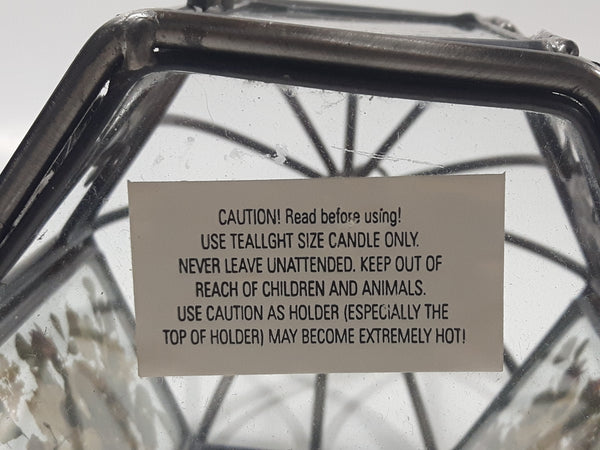 CAUTION! Read before using!
USE TEALLGHT SIZE CANDLE ONLY.
NEVER LEAVE UNATTENDED. KEEP OUT OF
REACH OF CHILDREN AND ANIMALS.
USE CAUTION AS HOLDER (ESPECIALLY THE
TOP OF HOLDER) MAY BECOME EXTREMELY HOT!